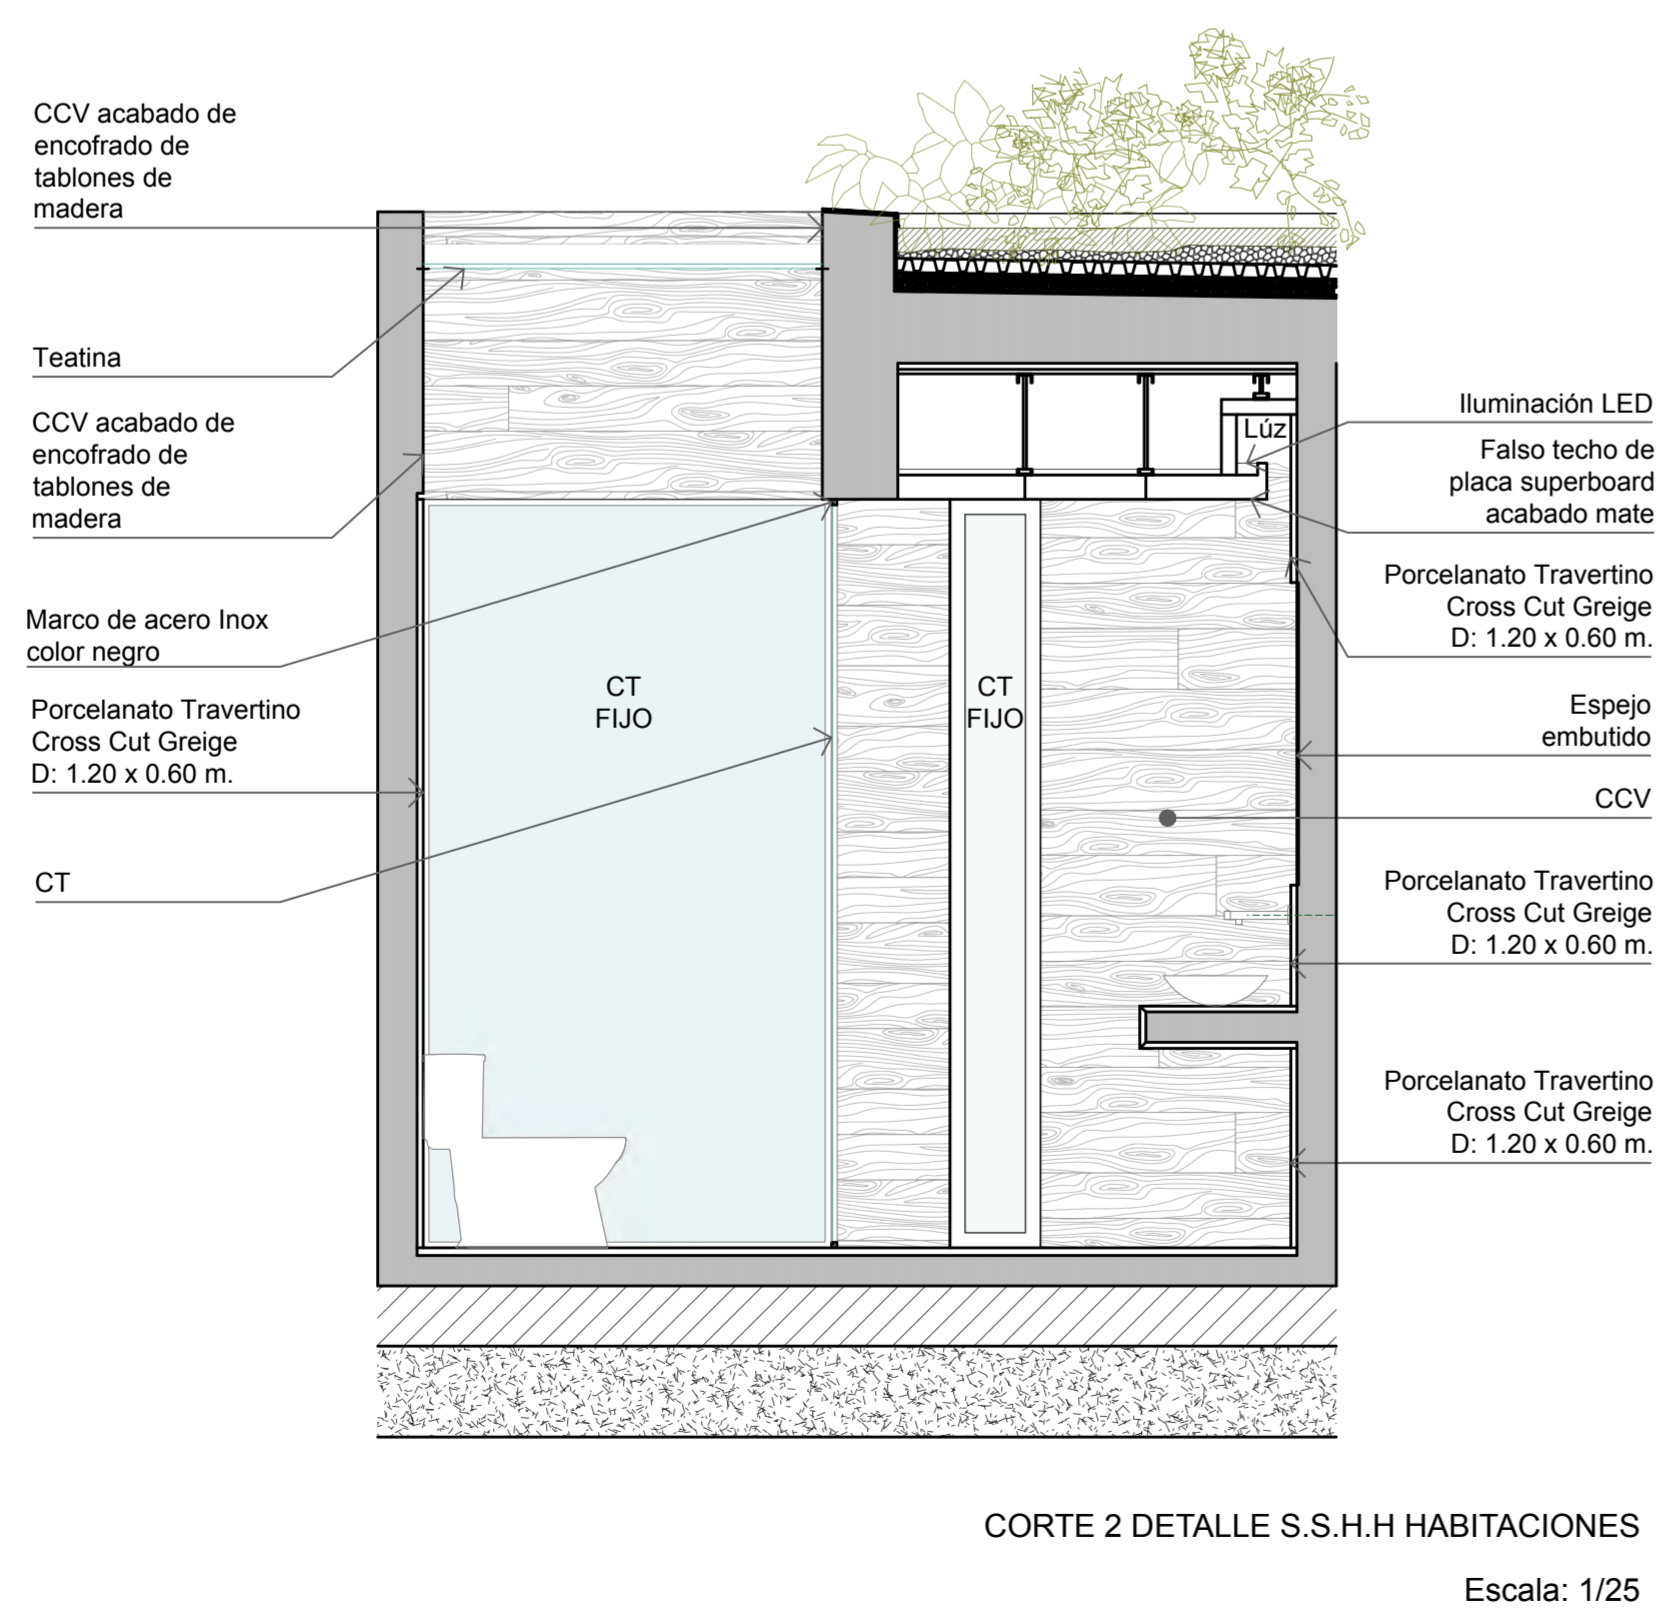 CCV acabado de
encofrado de
tablones de
madera
Teatina
CCV acabado de
encofrado de
tablones de
madera
Marco de acero Inox
color negro
Porcelanato Travertino
Cross Cut Greige
D: 1.20 x 0.60 m.
CT
CT
FIJO
CT
FIJO
Lúz
Iluminación LED
Falso techo de
placa superboard
acabado mate
Porcelanato Travertino
Cross Cut Greige
D: 1.20 x 0.60 m.
Espejo
embutido
CCV
Porcelanato Travertino
Cross Cut Greige
D: 1.20 x 0.60 m.
Porcelanato Travertino
Cross Cut Greige
D: 1.20 x 0.60 m.
CORTE 2 DETALLE S.S.H.H HABITACIONES
Escala: 1/25